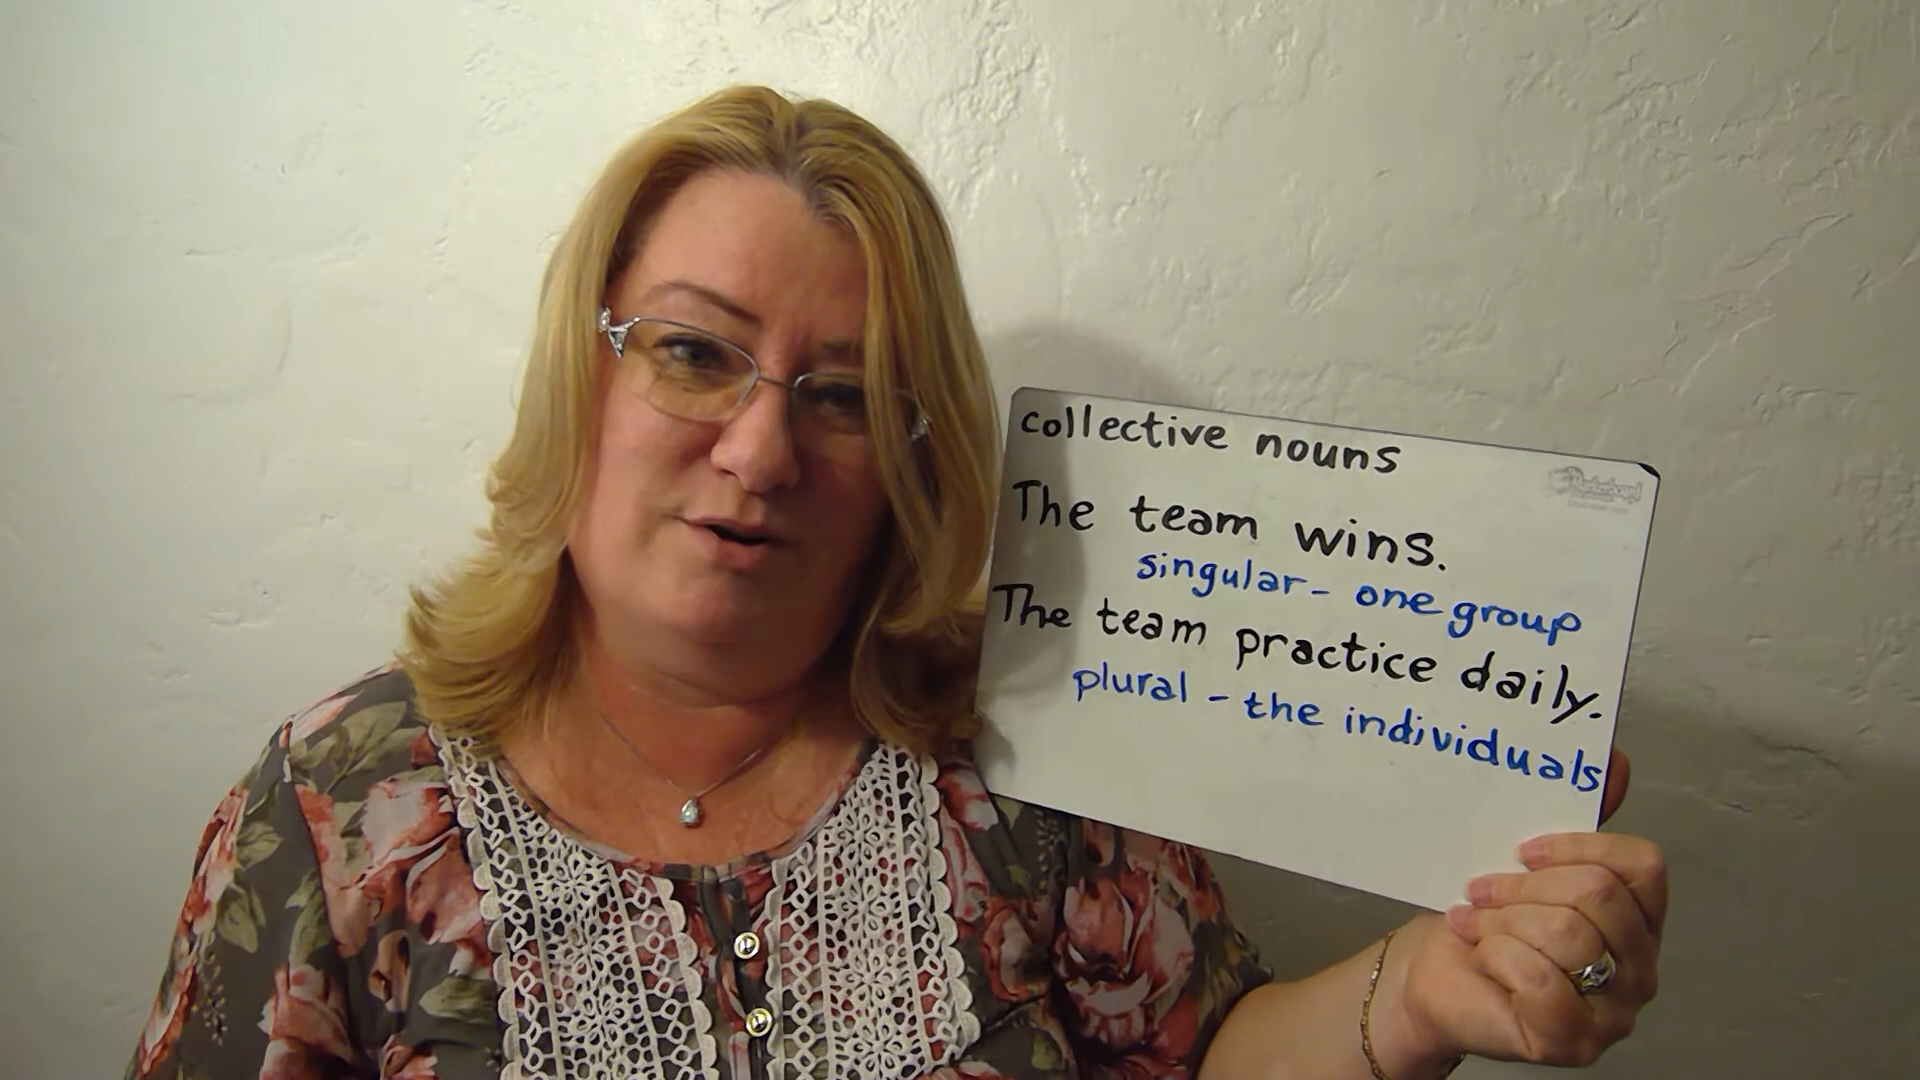 collective nouns
The team wins.
singular - one group
The team practice daily.
plural - the individuals